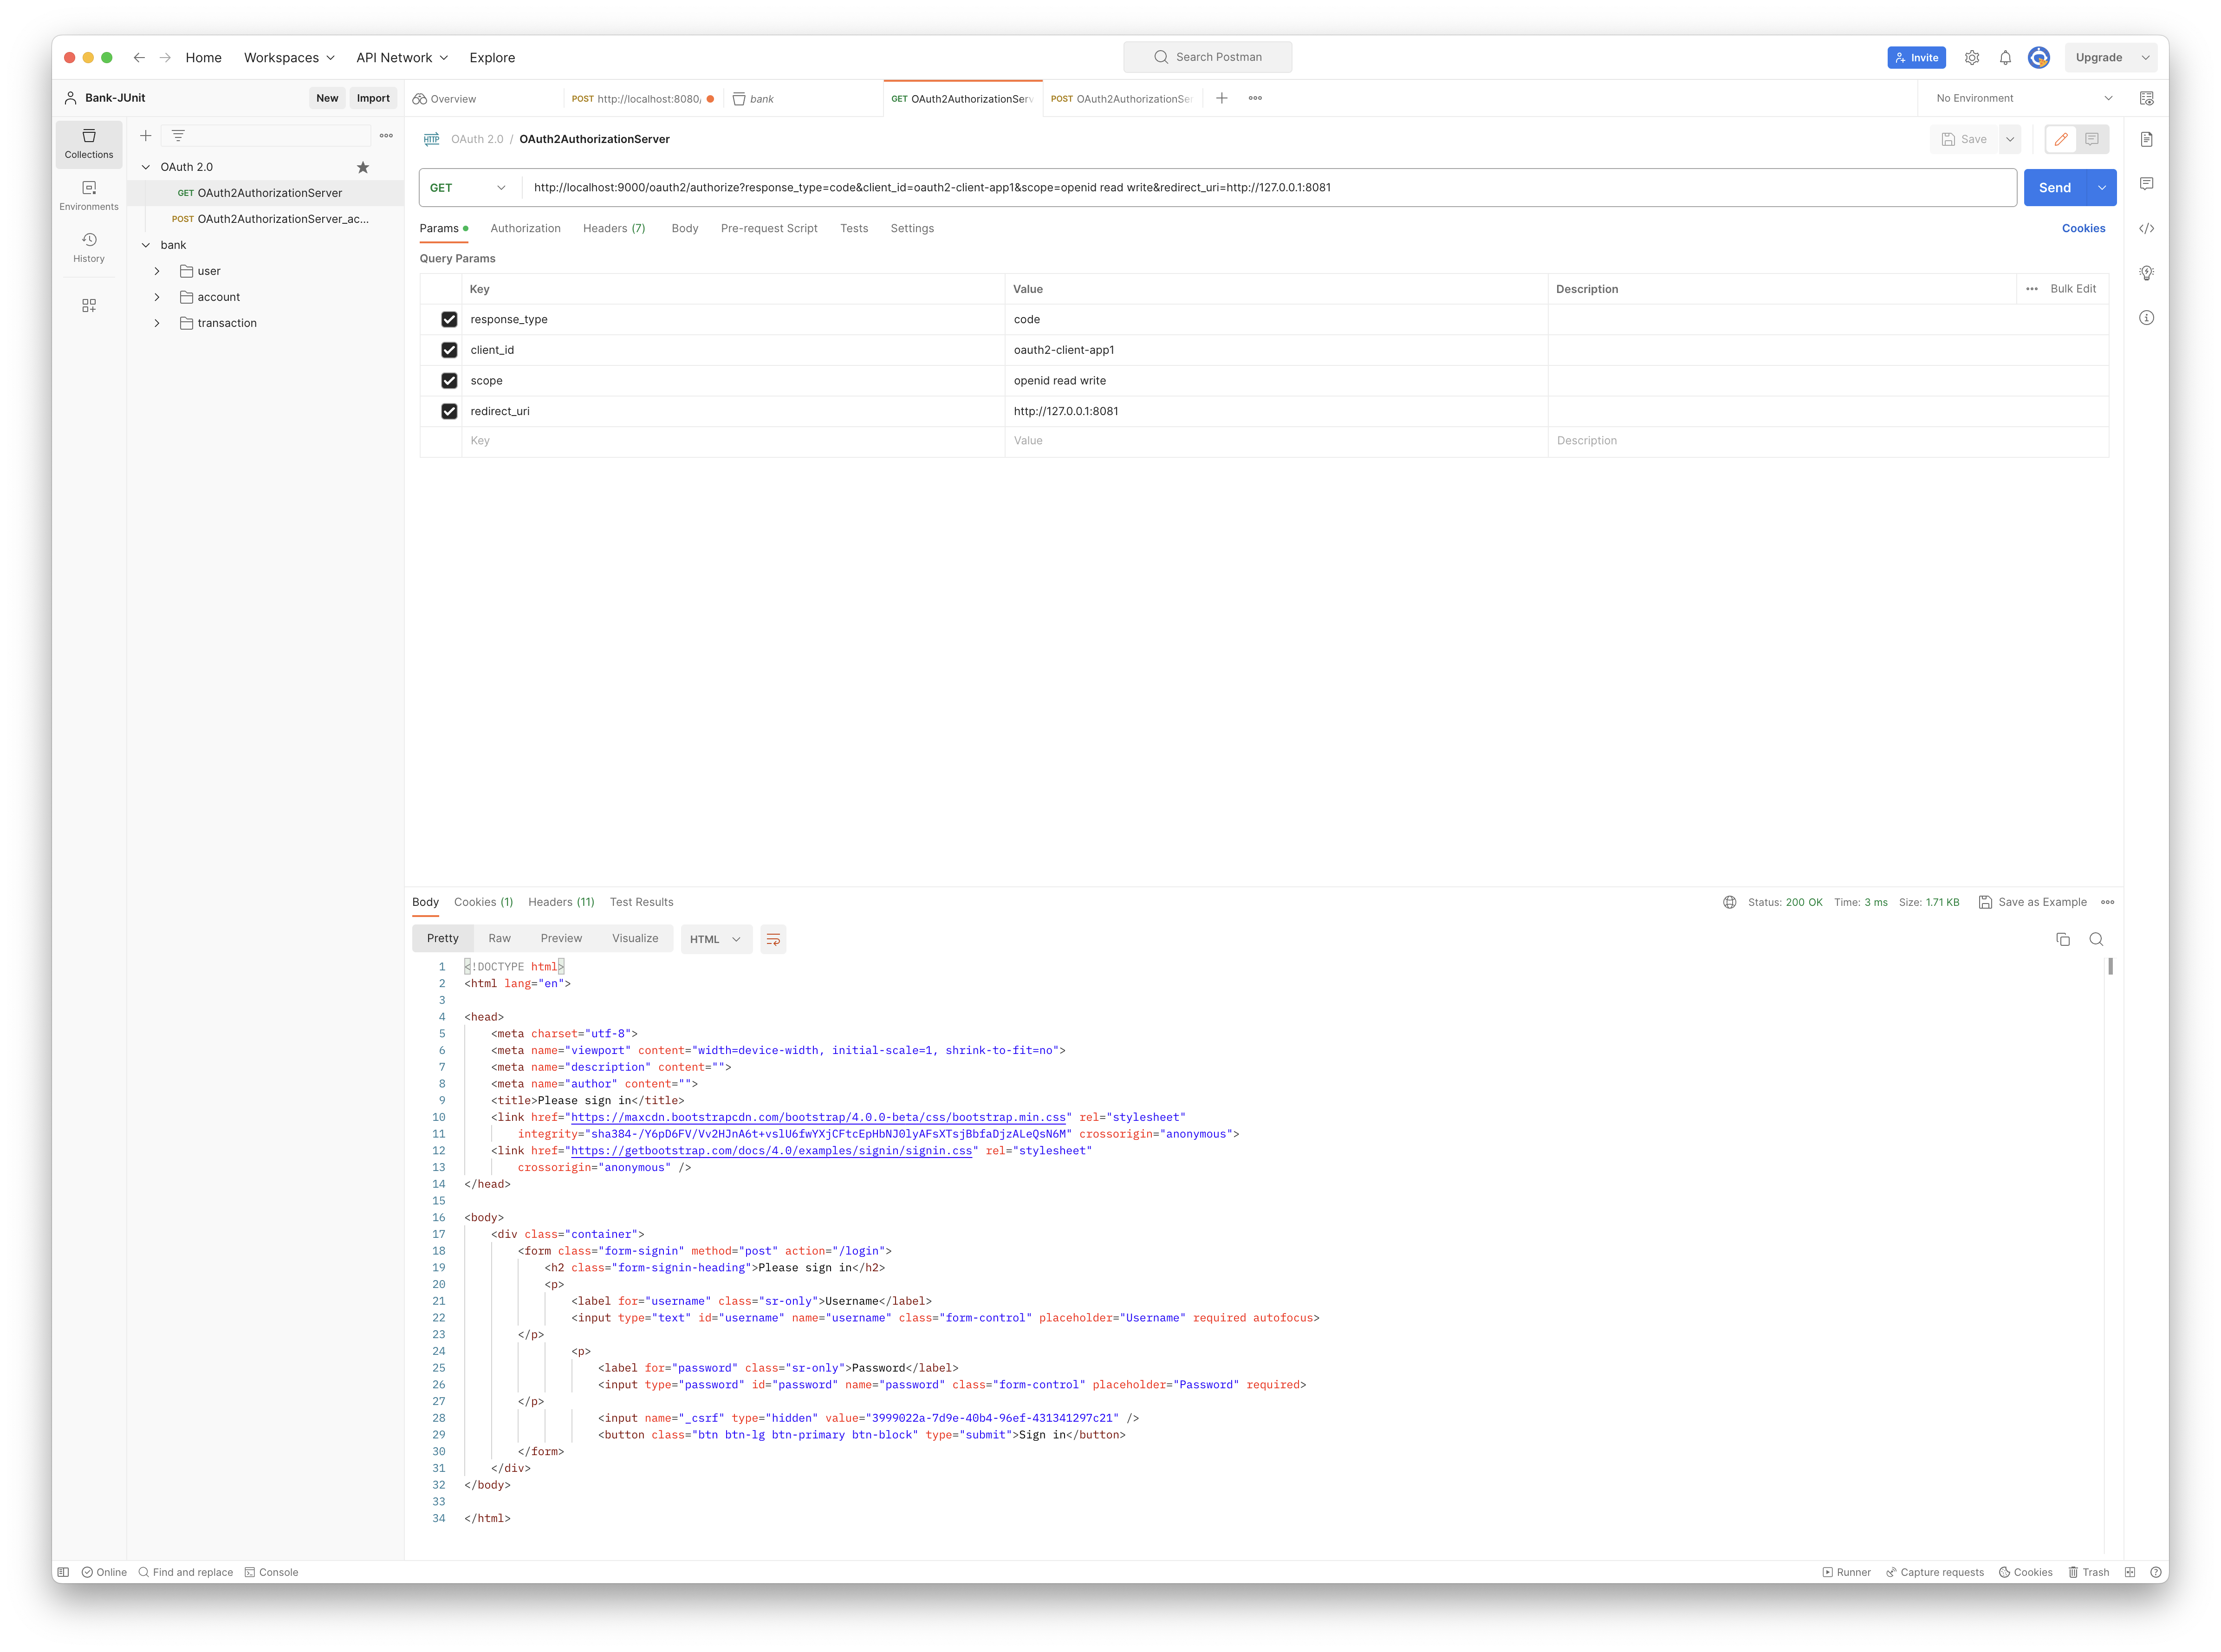 Home Workspaces API Network Explore Search Postman Invite Upgrade
Bank-JUnit New Import Overview POST http://localhost:8080, bank GET OAuth2AuthorizationServ POST OAuth2AuthorizationSer No Environment
Collections
Environments
History
OAuth 2.0
GET OAuth2AuthorizationServer
POST OAuth2AuthorizationServer_ac...
bank
user
account
transaction
HTTP OAuth 2.0 / OAuth2AuthorizationServer Save
GET http://localhost:9000/oauth2/authorize?response_type=code&client_id=oauth2-client-app1&scope=openid read write&redirect_uri=http://127.0.0.1:8081 Send
Params Authorization Headers (7) Body Pre-request Script Tests Settings Cookies
Query Params
Key Value Description Bulk Edit
response_type code
client_id oauth2-client-app1
scope openid read write
redirect_uri http://127.0.0.1:8081
Key Value Description
Body Cookies (1) Headers (11) Test Results Status: 200 OK Time: 3 ms Size: 1.71 KB Save as Example
Pretty Raw Preview Visualize HTML
1 <!DOCTYPE html>
2 <html lang="en">
3
4 <head>
5 <meta charset="utf-8">
6 <meta name="viewport" content="width=device-width, initial-scale=1, shrink-to-fit=no">
7 <meta name="description" content="">
8 <meta name="author" content="">
9 <title>Please sign in</title>
10 <link href="https://maxcdn.bootstrapcdn.com/bootstrap/4.0.0-beta/css/bootstrap.min.css" rel="stylesheet"
11 integrity="sha384-/Y6pD6FV/Vv2HJnA6t+vslU6fwYXjCFtcEpHbNJ0lyAFsXTsjBbfaDjzALeQsN6M" crossorigin="anonymous">
12 <link href="https://getbootstrap.com/docs/4.0/examples/signin/signin.css" rel="stylesheet"
13 crossorigin="anonymous" />
14 </head>
15
16 <body>
17 <div class="container">
18 <form class="form-signin" method="post" action="/login">
19 <h2 class="form-signin-heading">Please sign in</h2>
20 <p>
21 <label for="username" class="sr-only">Username</label>
22 <input type="text" id="username" name="username" class="form-control" placeholder="Username" required autofocus>
23 </p>
24 <p>
25 <label for="password" class="sr-only">Password</label>
26 <input type="password" id="password" name="password" class="form-control" placeholder="Password" required>
27 </p>
28 <input name="_csrf" type="hidden" value="3999022a-7d9e-40b4-96ef-431341297c21" />
29 <button class="btn btn-lg btn-primary btn-block" type="submit">Sign in</button>
30 </form>
31 </div>
32 </body>
33
34 </html>
Online Find and replace Console Runner Capture requests Cookies Trash